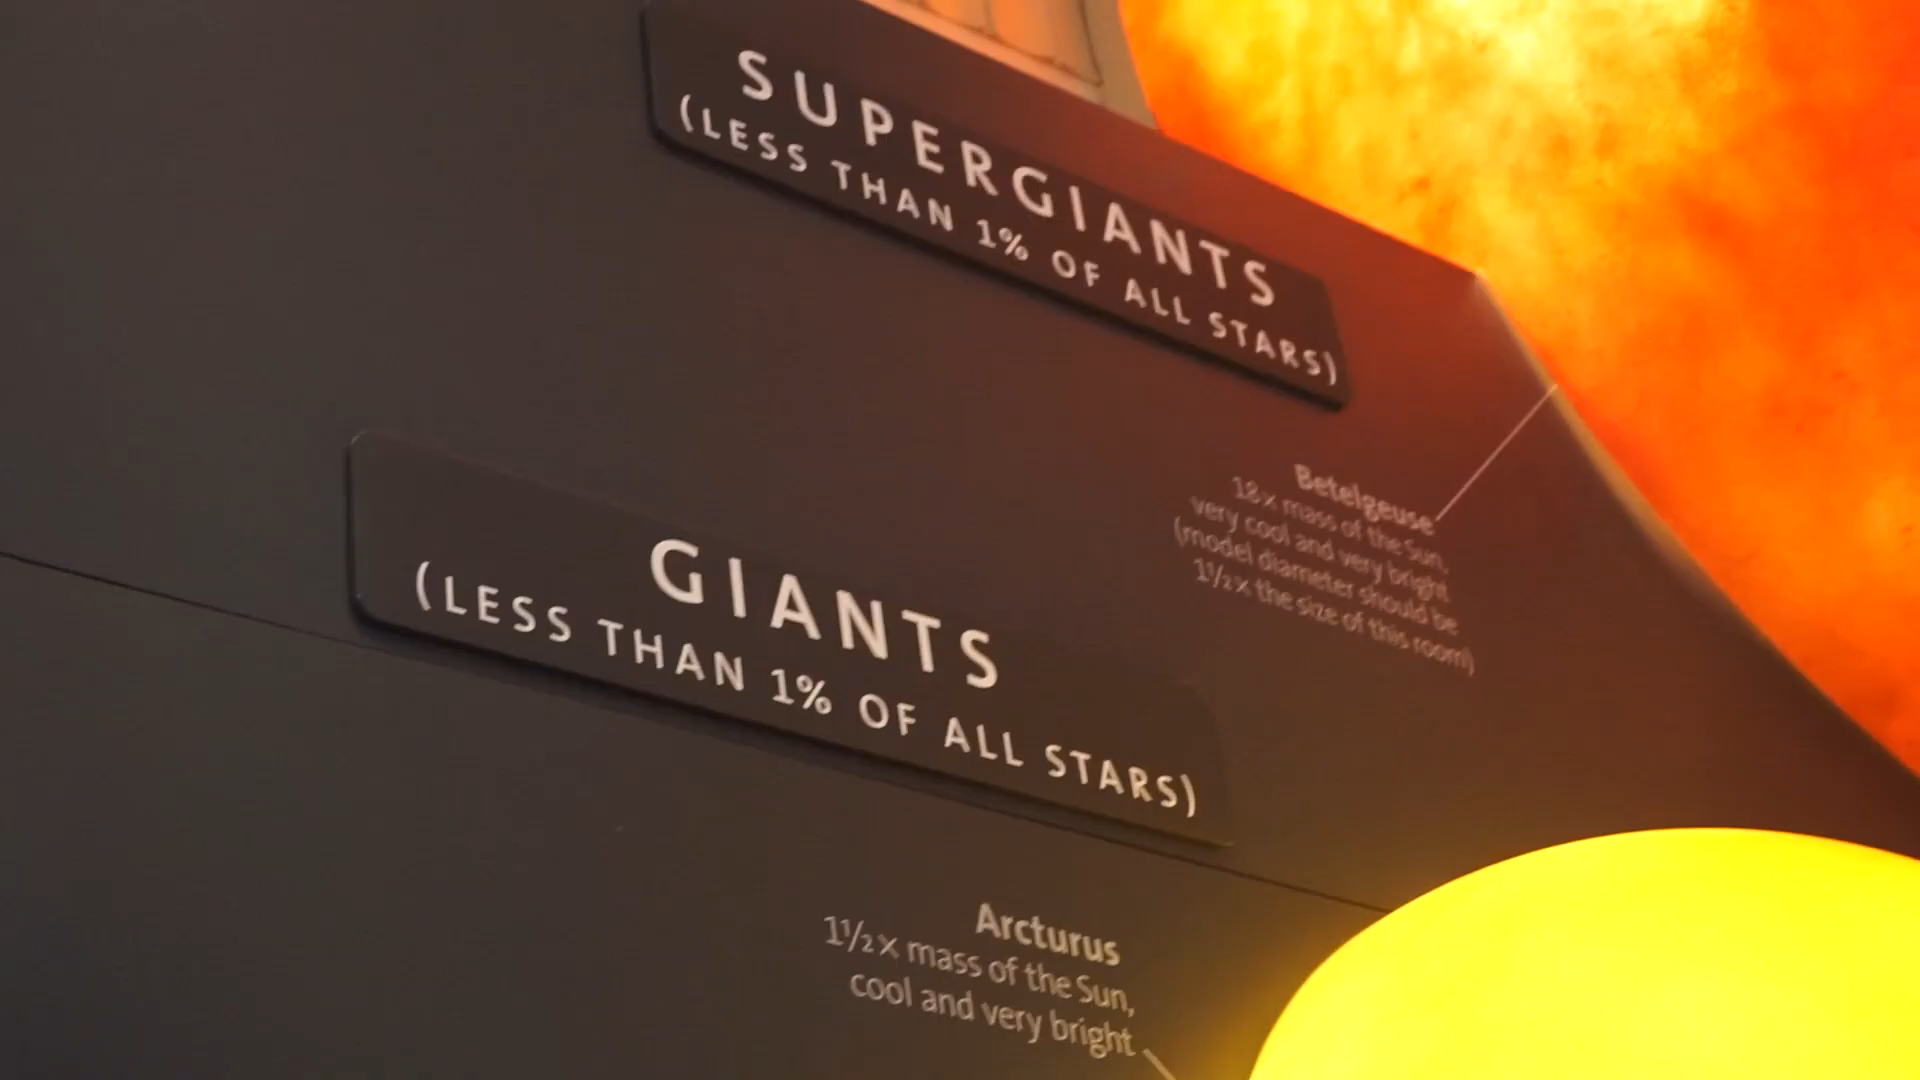 SUPERGIANTS
(LESS THAN 1% OF ALL STARS)
Betelgeuse
18× mass of the Sun,
very cool and very bright
(model diameter should be
1½× the size of this room)
GIANTS
(LESS THAN 1% OF ALL STARS)
Arcturus
1½× mass of the Sun,
cool and very bright